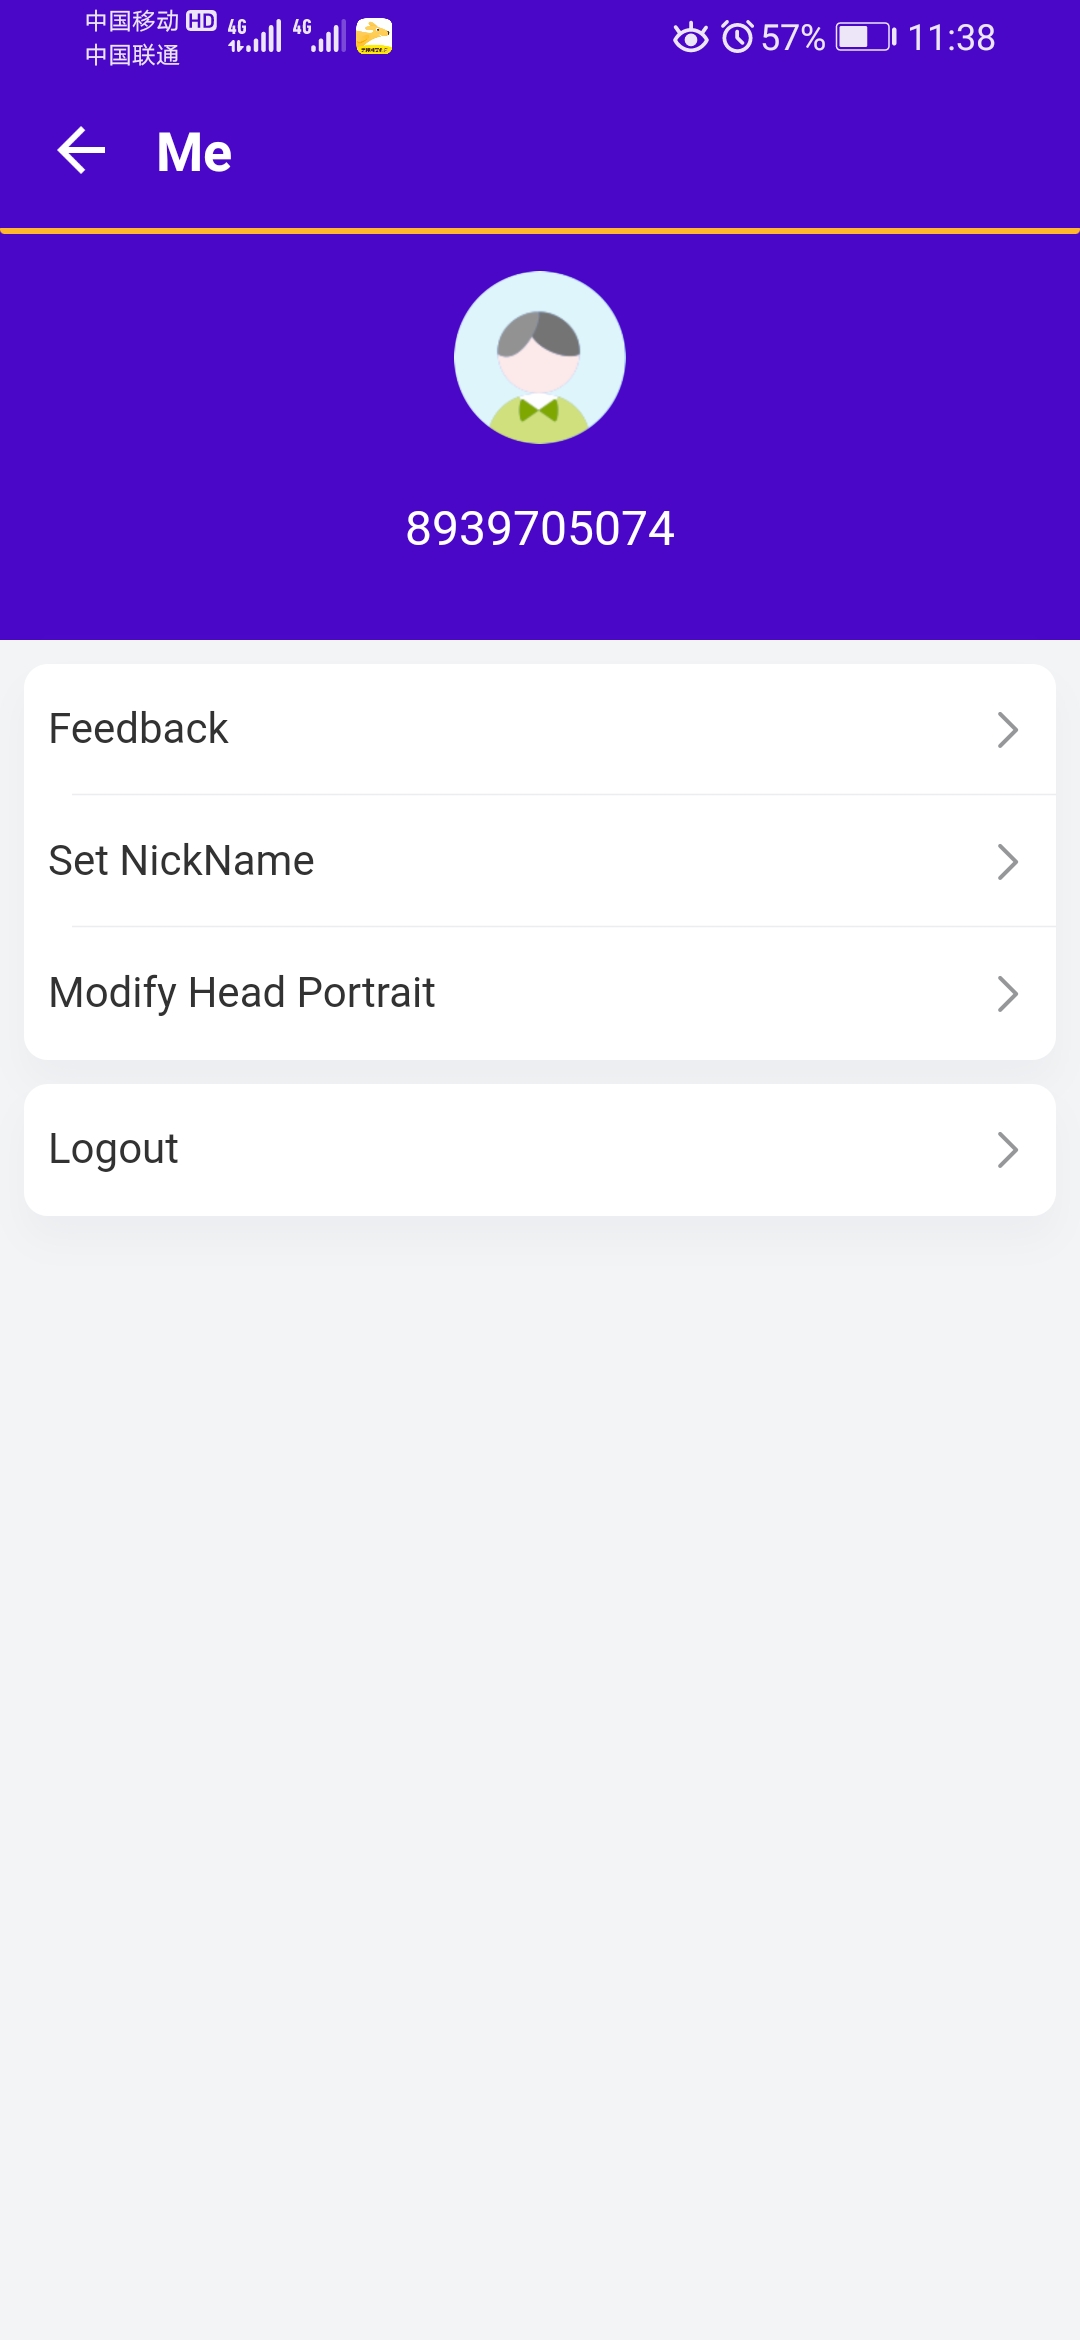 中国移动 HD 4G 4G 57% 11:38
中国联通
Me
8939705074
Feedback
Set NickName
Modify Head Portrait
Logout